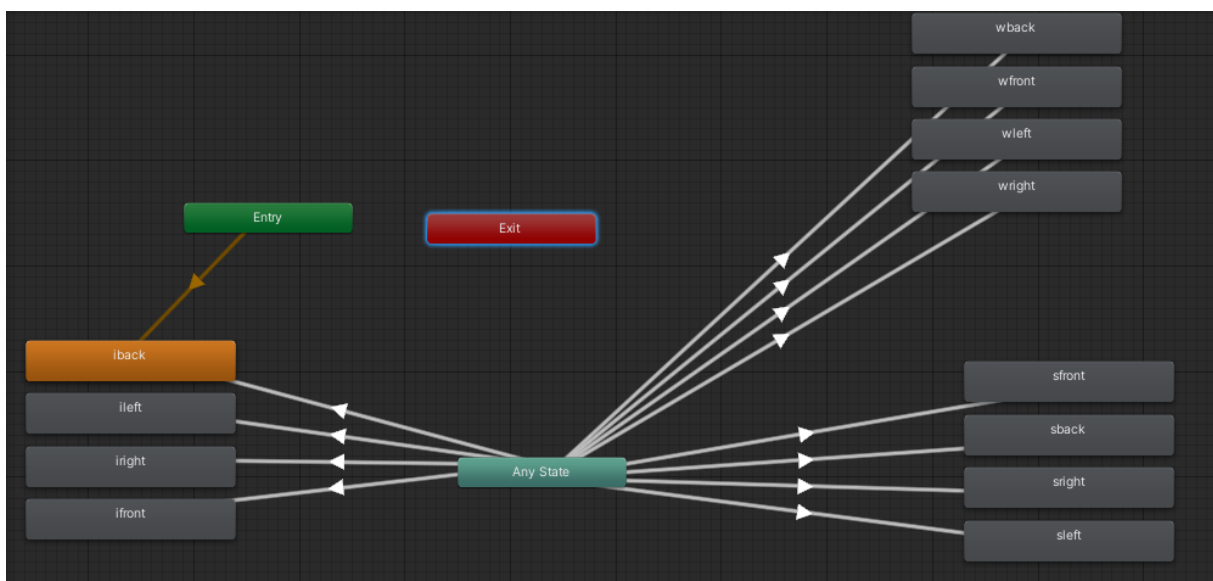 wback
wfront
wleft
wright
Entry
Exit
iback
ileft
iright
ifront
Any State
sfront
sback
sright
sleft